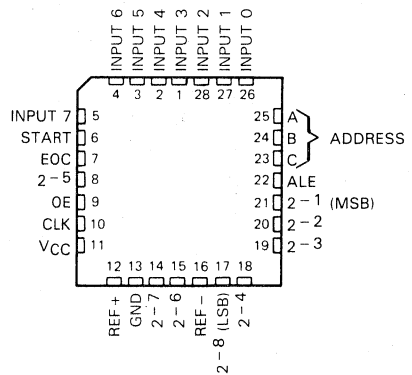 INPUT 6
INPUT 5
INPUT 4
INPUT 3
INPUT 2
INPUT 1
INPUT 0
4 3 2 1 28 27 26
INPUT 7 5
START 6
EOC 7
2-5 8
OE 9
CLK 10
VCC 11
25 A
24 B
23 C
ADDRESS
22 ALE
21 2-1 (MSB)
20 2-2
19 2-3
12 13 14 15 16 17 18
REF+
GND
2-7
2-6
REF-
2-8 (LSB)
2-4